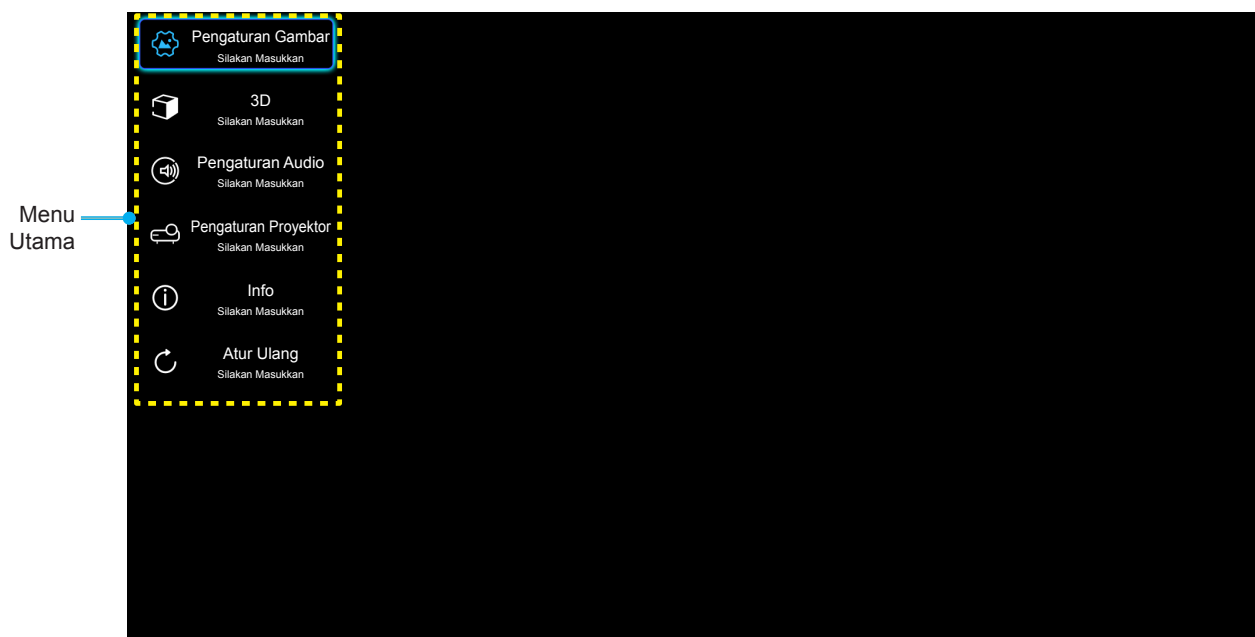 Menu
Utama
Pengaturan Gambar
Silakan Masukkan
3D
Silakan Masukkan
Pengaturan Audio
Silakan Masukkan
Pengaturan Proyektor
Silakan Masukkan
Info
Silakan Masukkan
Atur Ulang
Silakan Masukkan